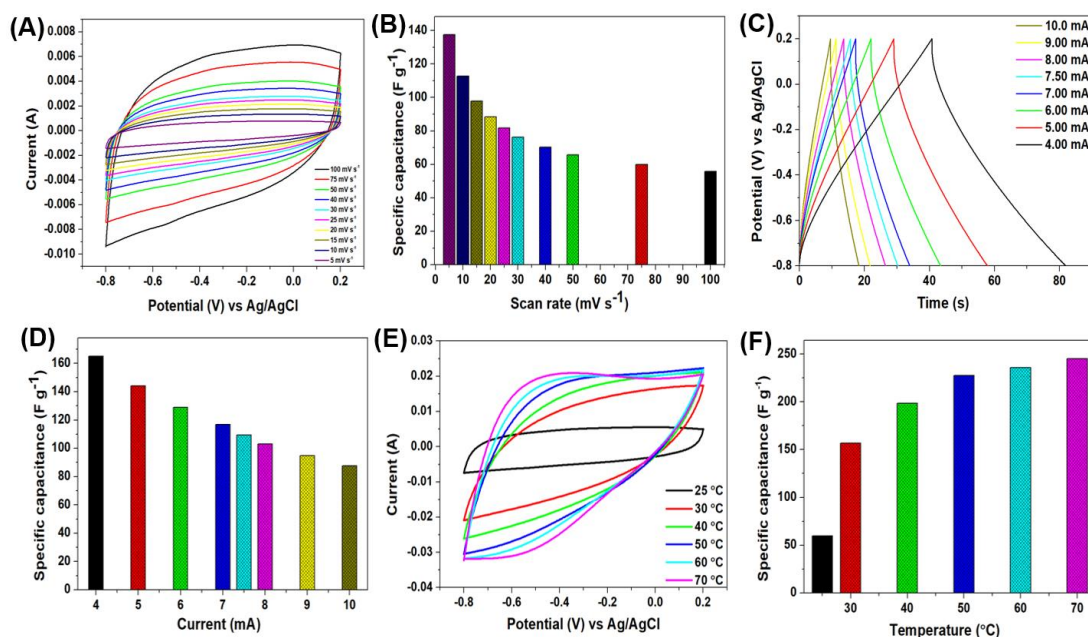 (A)
0.008
0.006
0.004
0.002
0.000
-0.002
-0.004
-0.006
-0.008
-0.010
Current (A)
-0.8 -0.6 -0.4 -0.2 0.0 0.2
Potential (V) vs Ag/AgCl
100 mV s⁻¹
75 mV s⁻¹
50 mV s⁻¹
40 mV s⁻¹
30 mV s⁻¹
25 mV s⁻¹
20 mV s⁻¹
15 mV s⁻¹
10 mV s⁻¹
5 mV s⁻¹
(B)
140
120
100
80
60
40
20
0
Specific capacitance (F g⁻¹)
0 10 20 30 40 50 60 70 80 90 100
Scan rate (mV s⁻¹)
(C)
0.2
0.0
-0.2
-0.4
-0.6
-0.8
Potential (V) vs Ag/AgCl
0 20 40 60 80
Time (s)
10.0 mA
9.00 mA
8.00 mA
7.50 mA
7.00 mA
6.00 mA
5.00 mA
4.00 mA
(D)
160
140
120
100
80
60
40
20
0
Specific capacitance (F g⁻¹)
4 5 6 7 8 9 10
Current (mA)
(E)
0.03
0.02
0.01
0.00
-0.01
-0.02
-0.03
-0.04
Current (A)
-0.8 -0.6 -0.4 -0.2 0.0 0.2
Potential (V) vs Ag/AgCl
25 °C
30 °C
40 °C
50 °C
60 °C
70 °C
(F)
250
200
150
100
50
0
Specific capacitance (F g⁻¹)
30 40 50 60 70
Temperature (°C)